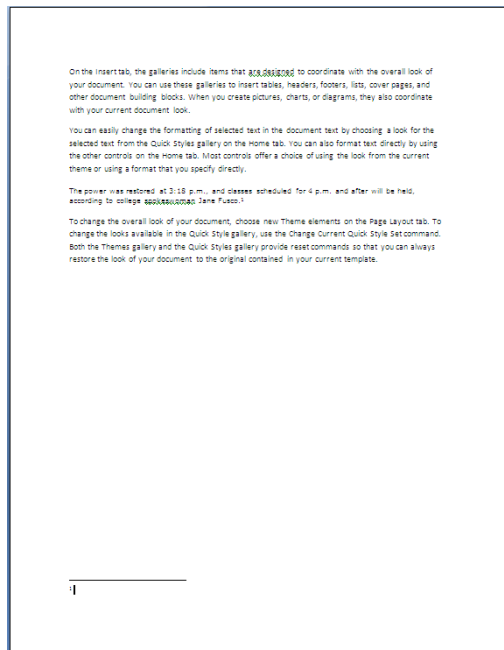 On the Insert tab, the galleries include items that are designed to coordinate with the overall look of
your document. You can use these galleries to insert tables, headers, footers, lists, cover pages, and
other document building blocks. When you create pictures, charts, or diagrams, they also coordinate
with your current document look.
You can easily change the formatting of selected text in the document text by choosing a look for the
selected text from the Quick Styles gallery on the Home tab. You can also format text directly by using
the other controls on the Home tab. Most controls offer a choice of using the look from the current
theme or using a format that you specify directly.
The power was restored at 3:18 p.m., and classes scheduled for 4 p.m. and after will be held,
according to college spokeswoman Jane Fusco.¹
To change the overall look of your document, choose new Theme elements on the Page Layout tab. To
change the looks available in the Quick Style gallery, use the Change Current Quick Style Set command.
Both the Themes gallery and the Quick Styles gallery provide reset commands so that you can always
restore the look of your document to the original contained in your current template.
¹